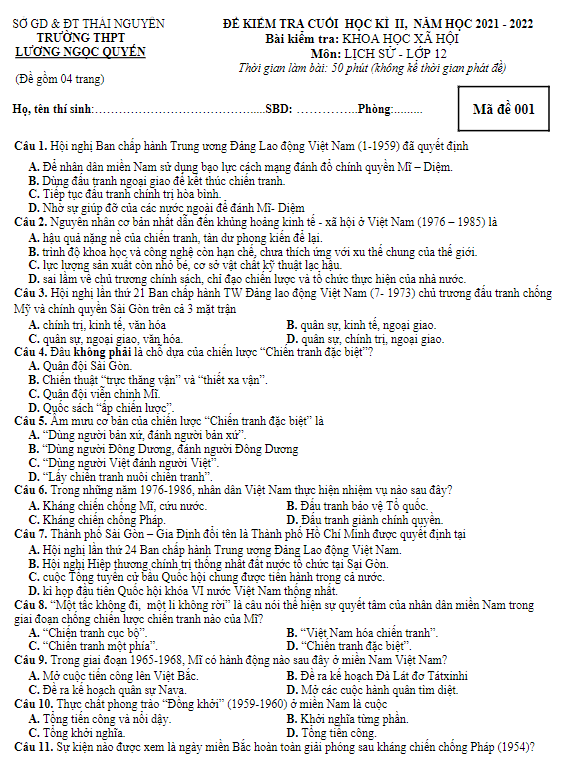 SỞ GD & ĐT THÁI NGUYÊN
TRƯỜNG THPT
LƯƠNG NGỌC QUYẾN
(Đề gồm 04 trang)
ĐỀ KIỂM TRA CUỐI HỌC KÌ II, NĂM HỌC 2021 - 2022
Bài kiểm tra: KHOA HỌC XÃ HỘI
Môn: LỊCH SỬ - LỚP 12
Thời gian làm bài: 50 phút (không kể thời gian phát đề)
Họ, tên thí sinh:……………………………….....SBD: …………...Phòng:.........
Mã đề 001
Câu 1. Hội nghị Ban chấp hành Trung ương Đảng Lao động Việt Nam (1-1959) đã quyết định
A. Để nhân dân miền Nam sử dụng bạo lực cách mạng đánh đổ chính quyền Mĩ – Diệm.
B. Dùng đấu tranh ngoại giao để kết thúc chiến tranh.
C. Tiếp tục đấu tranh chính trị hòa bình.
D. Nhờ sự giúp đỡ của các nước ngoài để đánh Mĩ- Diệm
Câu 2. Nguyên nhân cơ bản nhất dẫn đến khủng hoảng kinh tế - xã hội ở Việt Nam (1976 – 1985) là
A. hậu quả nặng nề của chiến tranh, tàn dư phong kiến để lại.
B. trình độ khoa học và công nghệ còn hạn chế, chưa thích ứng với xu thế chung của thế giới.
C. lực lượng sản xuất còn nhỏ bé, cơ sở vật chất kỹ thuật lạc hậu.
D. sai lầm về chủ trương chính sách, chỉ đạo chiến lược và tổ chức thực hiện của nhà nước.
Câu 3. Hội nghị lần thứ 21 Ban chấp hành TW Đảng lao động Việt Nam (7- 1973) chủ trương đấu tranh chống
Mỹ và chính quyền Sài Gòn trên cả 3 mặt trận
A. chính trị, kinh tế, văn hóa B. quân sự, kinh tế, ngoại giao.
C. quân sự, ngoại giao, văn hóa. D. quân sự, chính trị, ngoại giao.
Câu 4. Đâu không phải là chỗ dựa của chiến lược “Chiến tranh đặc biệt”?
A. Quân đội Sài Gòn.
B. Chiến thuật “trực thăng vận” và “thiết xa vận”.
C. Quân đội viễn chinh Mĩ.
D. Quốc sách “ấp chiến lược”.
Câu 5. Âm mưu cơ bản của chiến lược “Chiến tranh đặc biệt” là
A. “Dùng người bản xứ, đánh người bản xứ”.
B. “Dùng người Đông Dương, đánh người Đông Dương
C. “Dùng người Việt đánh người Việt”.
D. “Lấy chiến tranh nuôi chiến tranh”.
Câu 6. Trong những năm 1976-1986, nhân dân Việt Nam thực hiện nhiệm vụ nào sau đây?
A. Kháng chiến chống Mĩ, cứu nước. B. Đấu tranh bảo vệ Tổ quốc.
C. Kháng chiến chống Pháp. D. Đấu tranh giành chính quyền.
Câu 7. Thành phố Sài Gòn – Gia Định đổi tên là Thành phố Hồ Chí Minh được quyết định tại
A. Hội nghị lần thứ 24 Ban chấp hành Trung ương Đảng Lao động Việt Nam.
B. Hội nghị Hiệp thương chính trị thống nhất đất nước tổ chức tại Sại Gòn.
C. cuộc Tổng tuyển cử bầu Quốc hội chung được tiến hành trong cả nước.
D. kì họp đầu tiên Quốc hội khóa VI nước Việt Nam thống nhất.
Câu 8. “Một tấc không đi, một li không rời” là câu nói thể hiện sự quyết tâm của nhân dân miền Nam trong
giai đoạn chống chiến lược chiến tranh nào của Mĩ?
A. “Chiến tranh cục bộ”. B. “Việt Nam hóa chiến tranh”.
C. “Chiến tranh một phía”. D. “Chiến tranh đặc biệt”.
Câu 9. Trong giai đoạn 1965-1968, Mĩ có hành động nào sau đây ở miền Nam Việt Nam?
A. Mở cuộc tiến công lên Việt Bắc. B. Đề ra kế hoạch Đà Lát đơ Tátxinhi
C. Đề ra kế hoạch quân sự Nava. D. Mở các cuộc hành quân tìm diệt.
Câu 10. Thực chất phong trào “Đồng khởi” (1959-1960) ở miền Nam là cuộc
A. Tổng tiến công và nổi dậy. B. Khởi nghĩa từng phần.
C. Tổng khởi nghĩa. D. Tổng tiến công.
Câu 11. Sự kiện nào được xem là ngày miền Bắc hoàn toàn giải phóng sau kháng chiến chống Pháp (1954)?